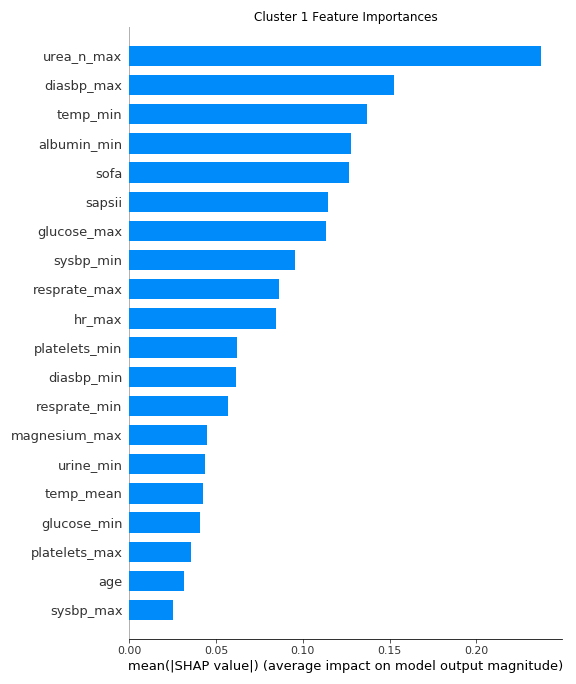 Cluster 1 Feature Importances
urea_n_max
diasbp_max
temp_min
albumin_min
sofa
sapsii
glucose_max
sysbp_min
resprate_max
hr_max
platelets_min
diasbp_min
resprate_min
magnesium_max
urine_min
temp_mean
glucose_min
platelets_max
age
sysbp_max
0.00 0.05 0.10 0.15 0.20
mean(|SHAP value|) (average impact on model output magnitude)